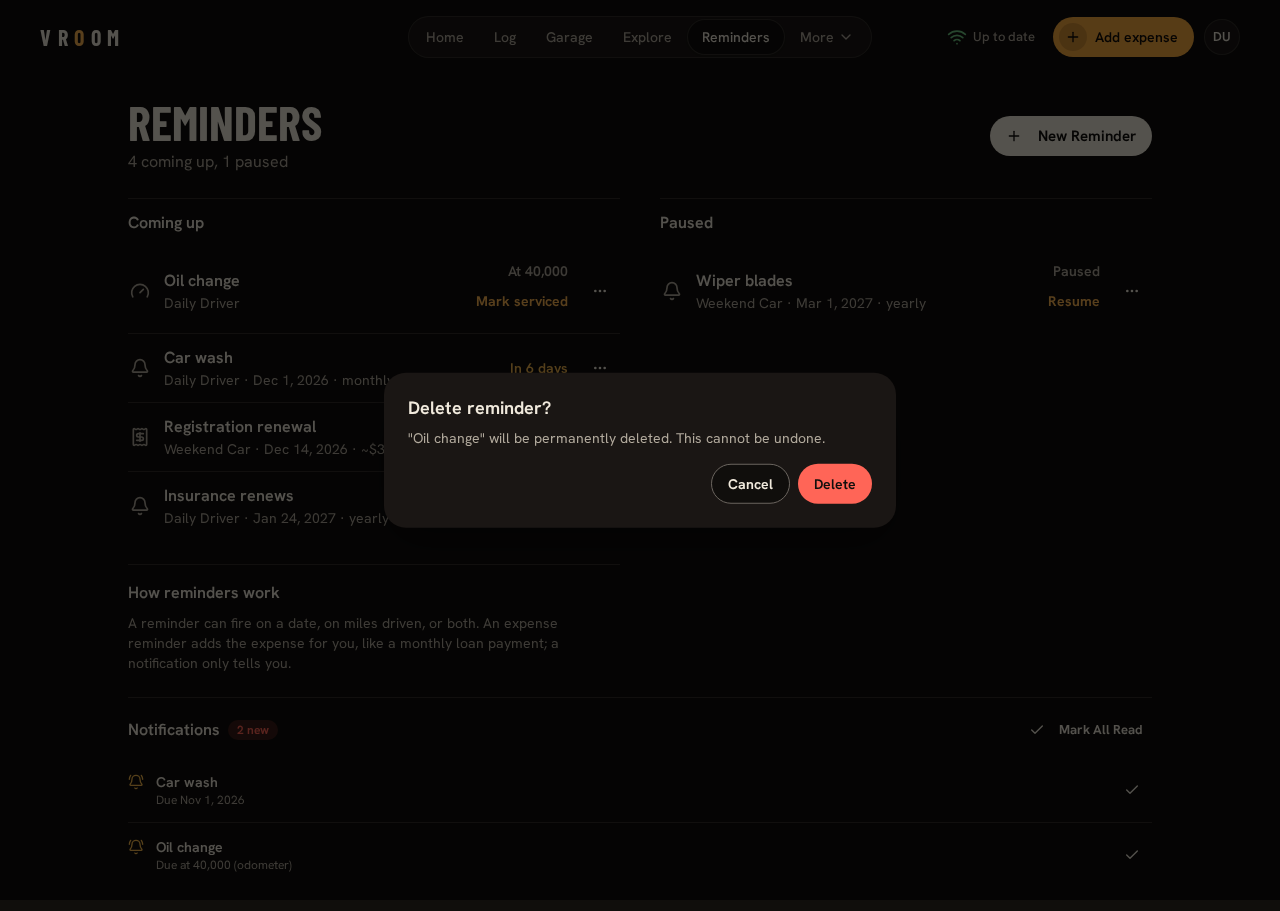 VROOM
Home
Log
Garage
Explore
Reminders
More
Up to date
Add expense
DU
REMINDERS
4 coming up, 1 paused
New Reminder
Coming up
Oil change
Daily Driver
At 40,000
Mark serviced
Car wash
Daily Driver · Dec 1, 2026 · monthly
In 6 days
Registration renewal
Weekend Car · Dec 14, 2026 · ~$3
Insurance renews
Daily Driver · Jan 24, 2027 · yearly
Paused
Wiper blades
Weekend Car · Mar 1, 2027 · yearly
Paused
Resume
Delete reminder?
"Oil change" will be permanently deleted. This cannot be undone.
Cancel
Delete
How reminders work
A reminder can fire on a date, on miles driven, or both. An expense
reminder adds the expense for you, like a monthly loan payment; a
notification only tells you.
Notifications
2 new
Mark All Read
Car wash
Due Nov 1, 2026
Oil change
Due at 40,000 (odometer)